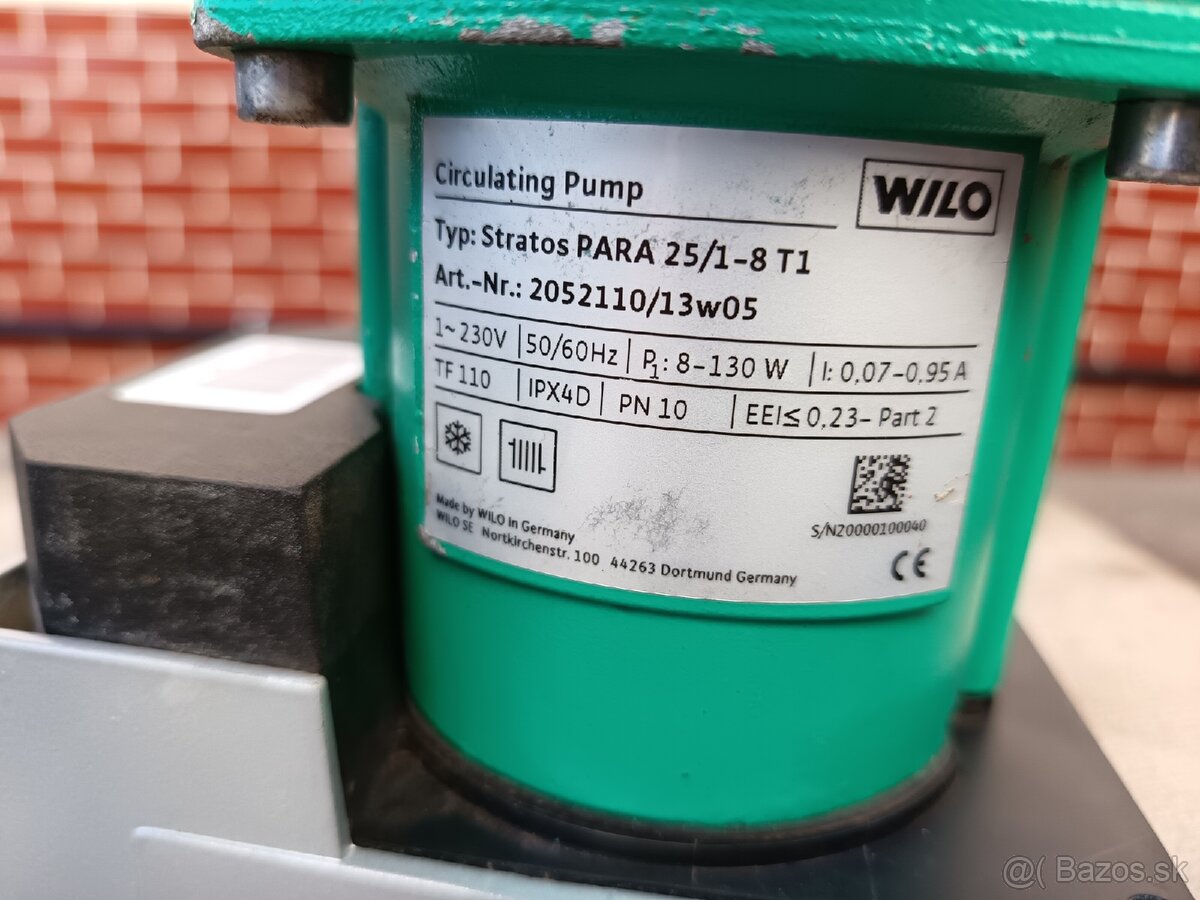 Circulating Pump
WILO
Typ: Stratos PARA 25/1-8 T1
Art.-Nr.: 2052110/13w05
1~230V 50/60Hz P1: 8-130 W I: 0,07-0,95A
TF 110 IPX4D PN 10 EEI≤ 0,23- Part 2
Made by WILO in Germany
WILO SE Nortkirchenstr. 100 44263 Dortmund Germany
S/N20000100040
CE
@( Bazos.sk